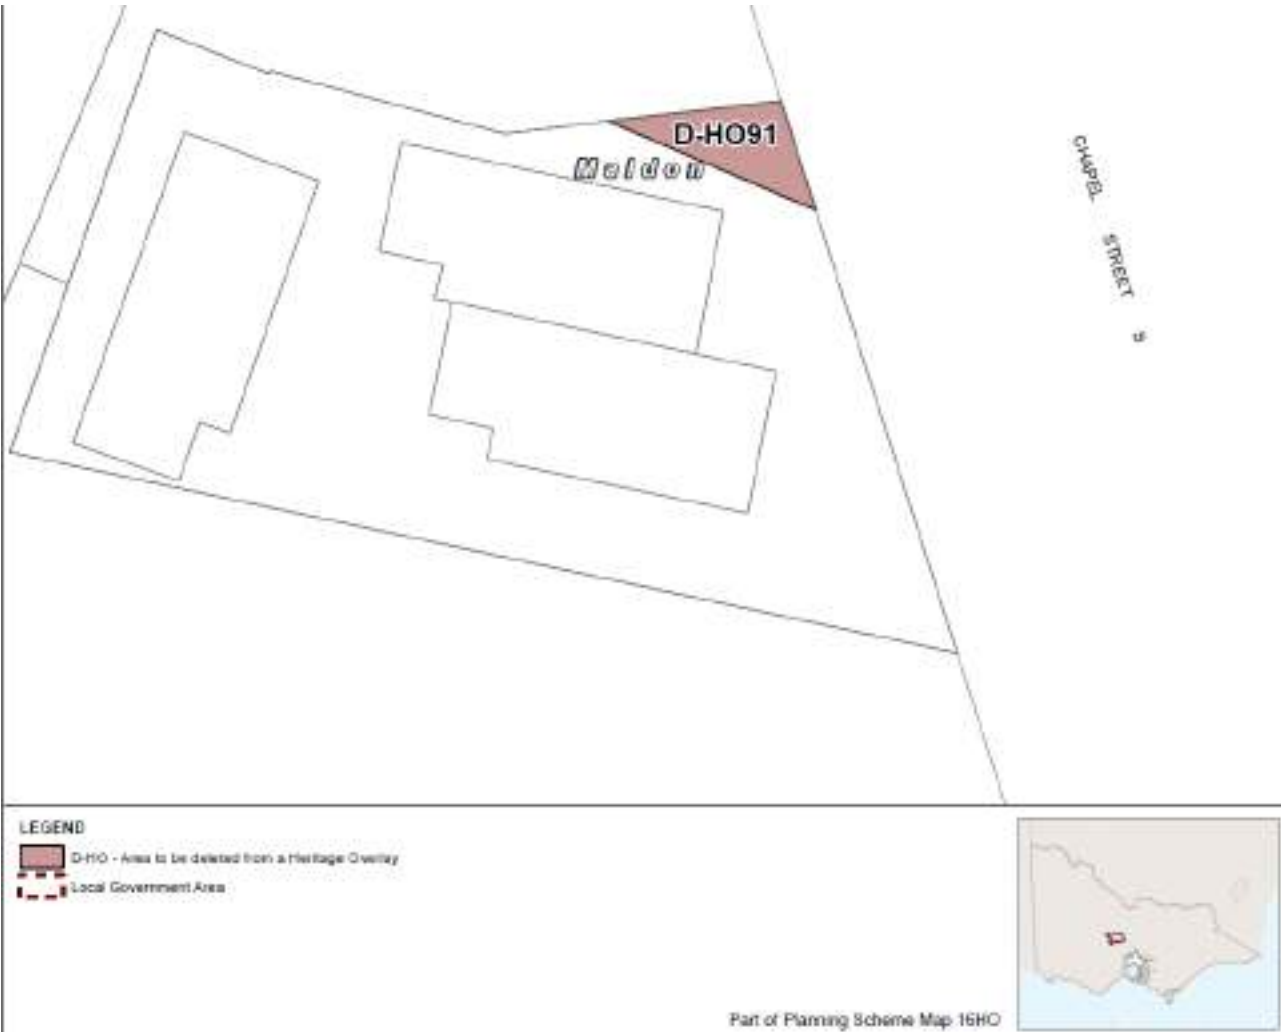 D-HO91
Maldon
CHAPEL STREET S
LEGEND
D-HO - Area to be deleted from a Heritage Overlay
Local Government Area
Part of Planning Scheme Map 16HO